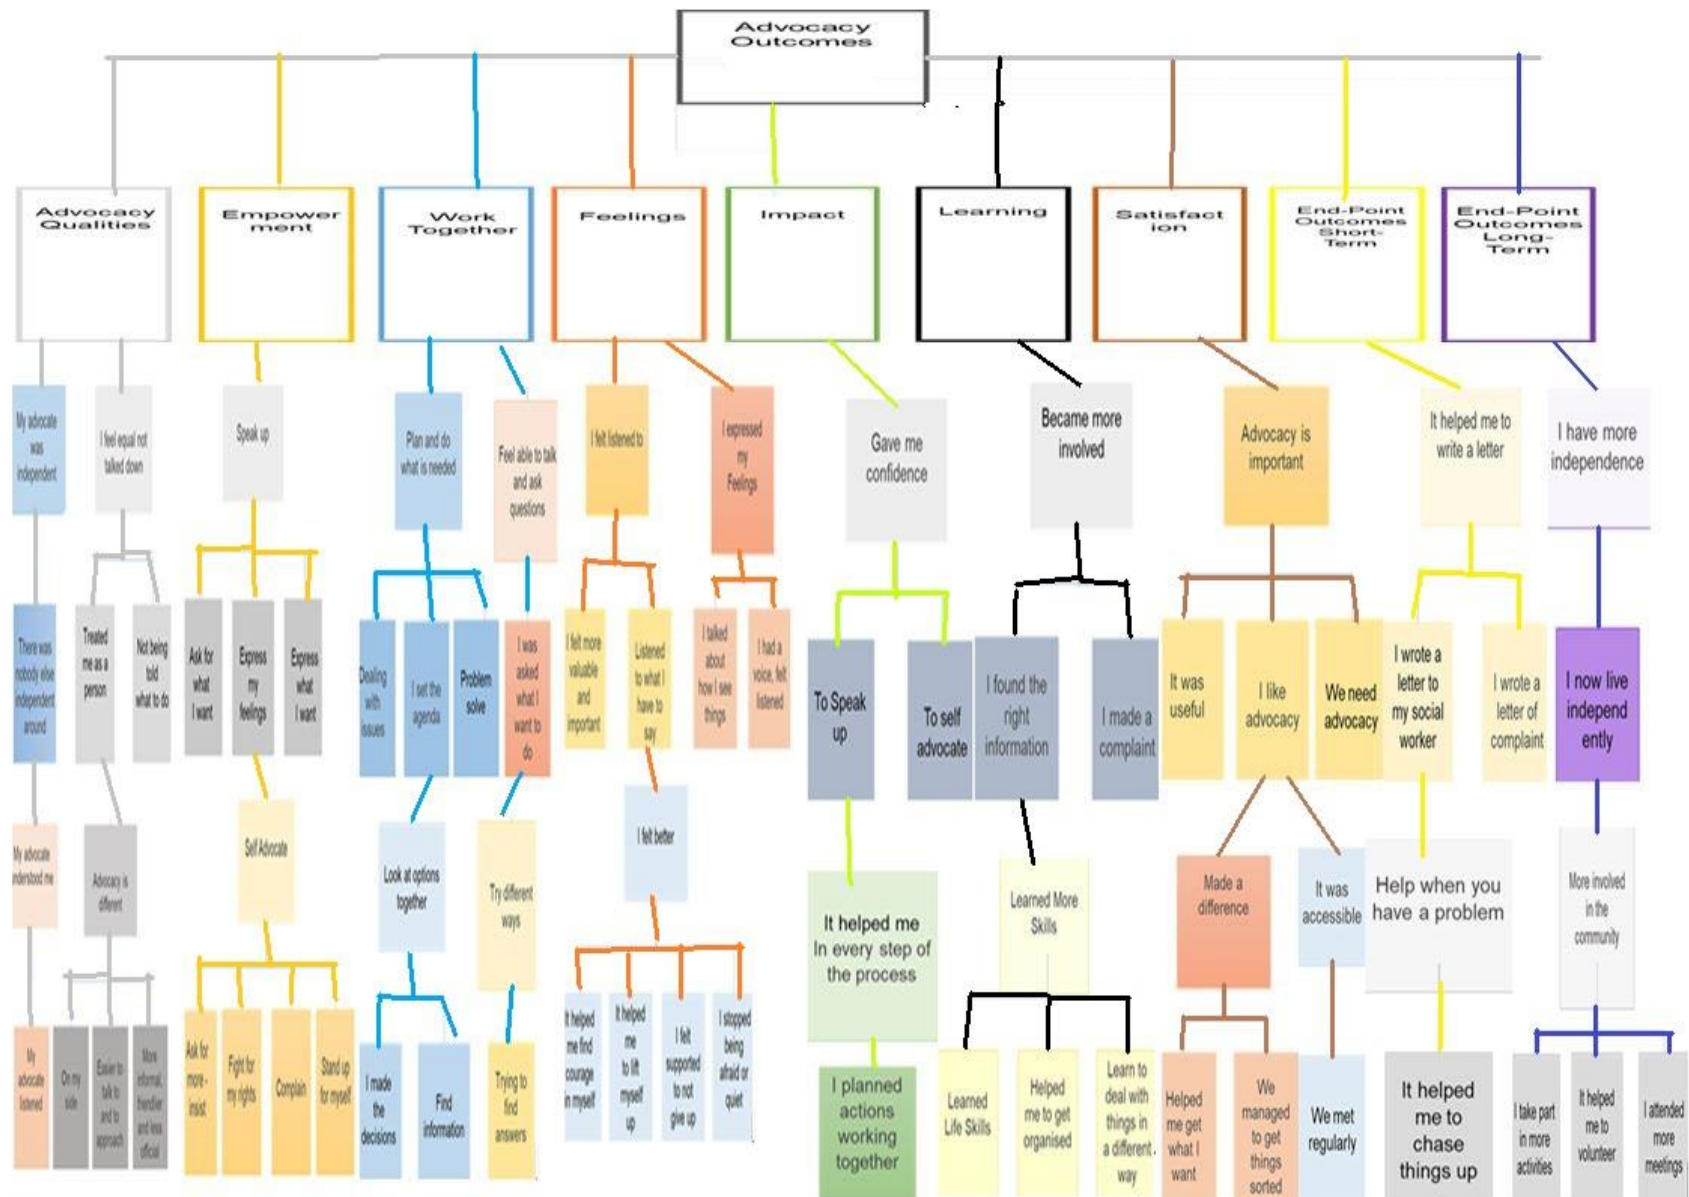 Advocacy
Outcomes
Advocacy
Qualities
Empower
ment
Work
Together
Feelings
Impact
Learning
Satisfact
ion
End-Point
Outcomes
Short-
Term
End-Point
Outcomes
Long-
Term
My advocate
was
independent
I feel equal not
talked down
Speak up
Plan and do
what is needed
Feel able to talk
and ask
questions
I felt listened to
I expressed
my
Feelings
Gave me
confidence
Became more
involved
Advocacy is
important
It helped me to
write a letter
I have more
independence
There was
nobody else
independent
around
Treated
me as a
person
Not being
told
what to do
Ask for
what
I want
Express
my
feelings
Express
what
I want
Dealing
with
issues
I set the
agenda
Problem
solve
I was
asked what
I want to
do
I felt more
valuable
and
important
Listened
to what I
have to
say
I talked
about
how I see
things
I had a
voice, felt
listened
To Speak
up
To self
advocate
I found the
right
information
I made a
complaint
It was
useful
I like
advocacy
We need
advocacy
I wrote a
letter to
my social
worker
I wrote a
letter of
complaint
I now live
independ
ently
My advocate
understood me
Advocacy is
different
Self Advocate
Look at options
together
Try different
ways
I felt better
It helped me
In every step of
the process
Learned More
Skills
Made a
difference
It was
accessible
Help when you
have a problem
More involved
in the
community
My
advocate
listened
On my
side
Easier to
talk to
and to
approach
More
informal,
friendlier
and less
official
Ask for
more -
insist
Fight for
my rights
Complain
Stand up
for myself
I made
the
decisions
Find
information
Trying to
find
answers
It helped
me find
courage
in myself
It helped
me
to lift
myself
up
I felt
supported
to not
give up
I stopped
being
afraid or
quiet
I planned
actions
working
together
Learned
Life Skills
Helped
me to get
organised
Learn to
deal with
things in
a different
way
Helped
me get
what I
want
We
managed
to get
things
sorted
We met
regularly
It helped
me to
chase
things up
I take part
in more
activities
It helped
me to
volunteer
I attended
more
meetings